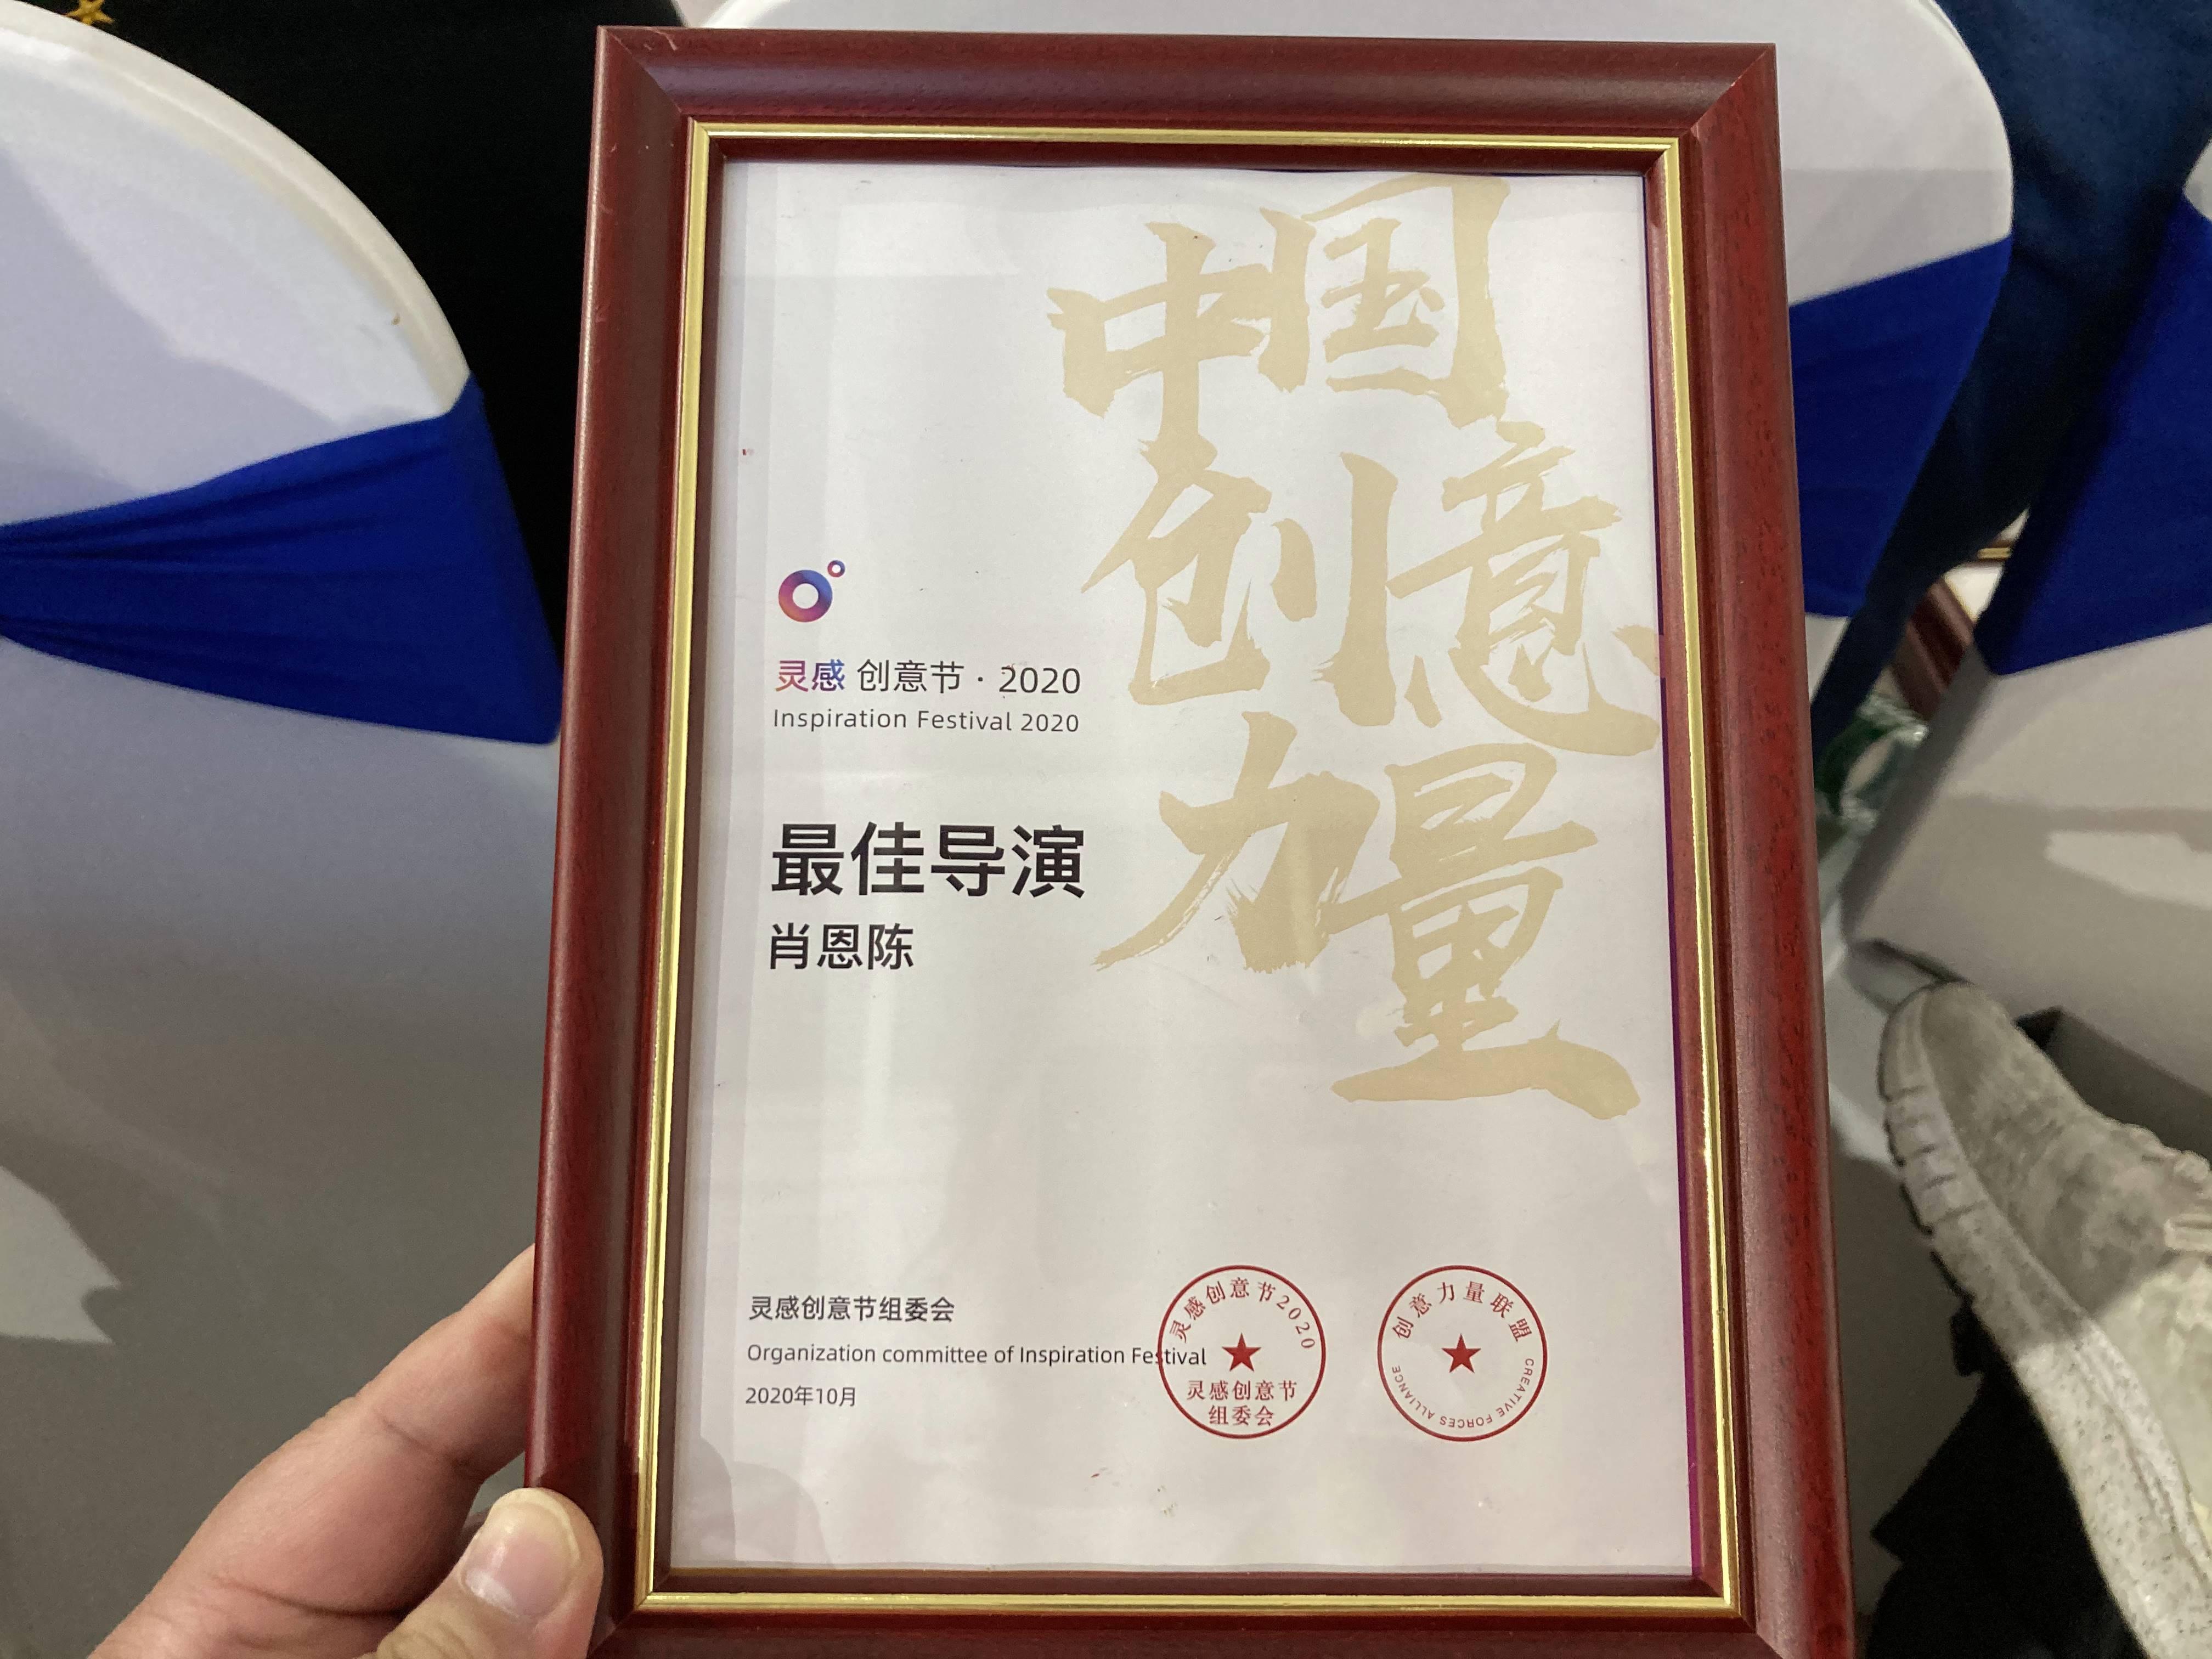 中国
创意
力量
灵感 创意节·2020
Inspiration Festival 2020
最佳导演
肖恩陈
灵感创意节组委会
Organization committee of Inspiration Festival
2020年10月
灵感创意节2020
灵感创意节
组委会
创意力量联盟
CREATIVE FORCES ALLIANCE